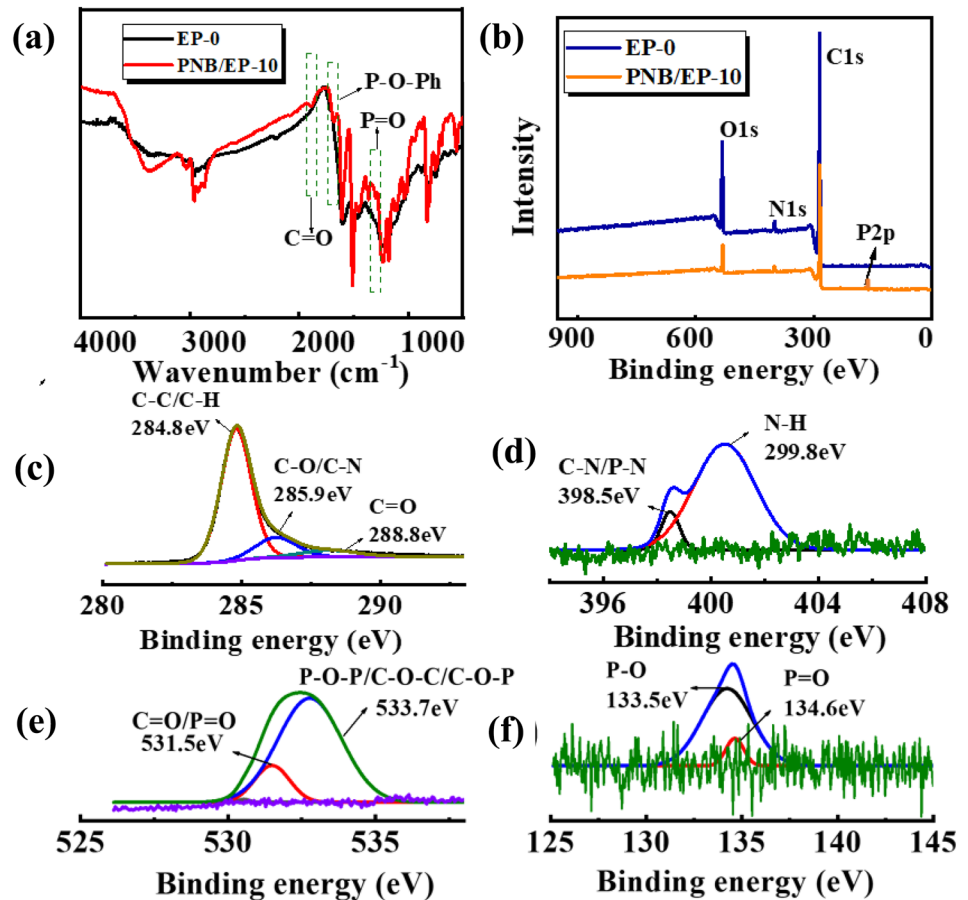 (a)
EP-0
PNB/EP-10
P-O-Ph
P=O
C=O
4000 3000 2000 1000
Wavenumber (cm⁻¹)
(b)
EP-0
PNB/EP-10
C1s
O1s
N1s
P2p
Intensity
900 600 300 0
Binding energy (eV)
(c)
C-C/C-H
284.8eV
C-O/C-N
285.9eV
C=O
288.8eV
280 285 290
Binding energy (eV)
(d)
N-H
299.8eV
C-N/P-N
398.5eV
396 400 404 408
Binding energy (eV)
(e)
P-O-P/C-O-C/C-O-P
533.7eV
C=O/P=O
531.5eV
525 530 535
Binding energy (eV)
(f)
P-O
133.5eV
P=O
134.6eV
125 130 135 140 145
Binding energy (eV)